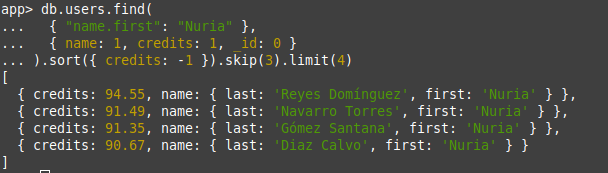 app> db.users.find(
...   { "name.first": "Nuria" },
...   { name: 1, credits: 1, _id: 0 }
... ).sort({ credits: -1 }).skip(3).limit(4)
[
  { credits: 94.55, name: { last: 'Reyes Domínguez', first: 'Nuria' } },
  { credits: 91.49, name: { last: 'Navarro Torres', first: 'Nuria' } },
  { credits: 91.35, name: { last: 'Gómez Santana', first: 'Nuria' } },
  { credits: 90.67, name: { last: 'Diaz Calvo', first: 'Nuria' } }
]